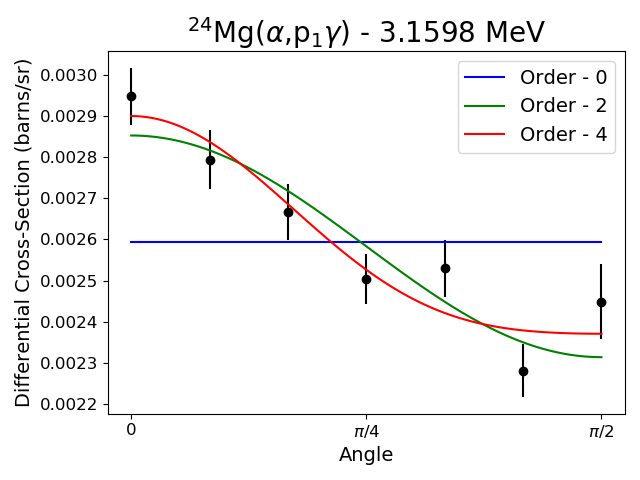 ²⁴Mg(α,p₁γ) - 3.1598 MeV
Order - 0
Order - 2
Order - 4
Differential Cross-Section (barns/sr)
0.0030
0.0029
0.0028
0.0027
0.0026
0.0025
0.0024
0.0023
0.0022
0 π/4 π/2
Angle